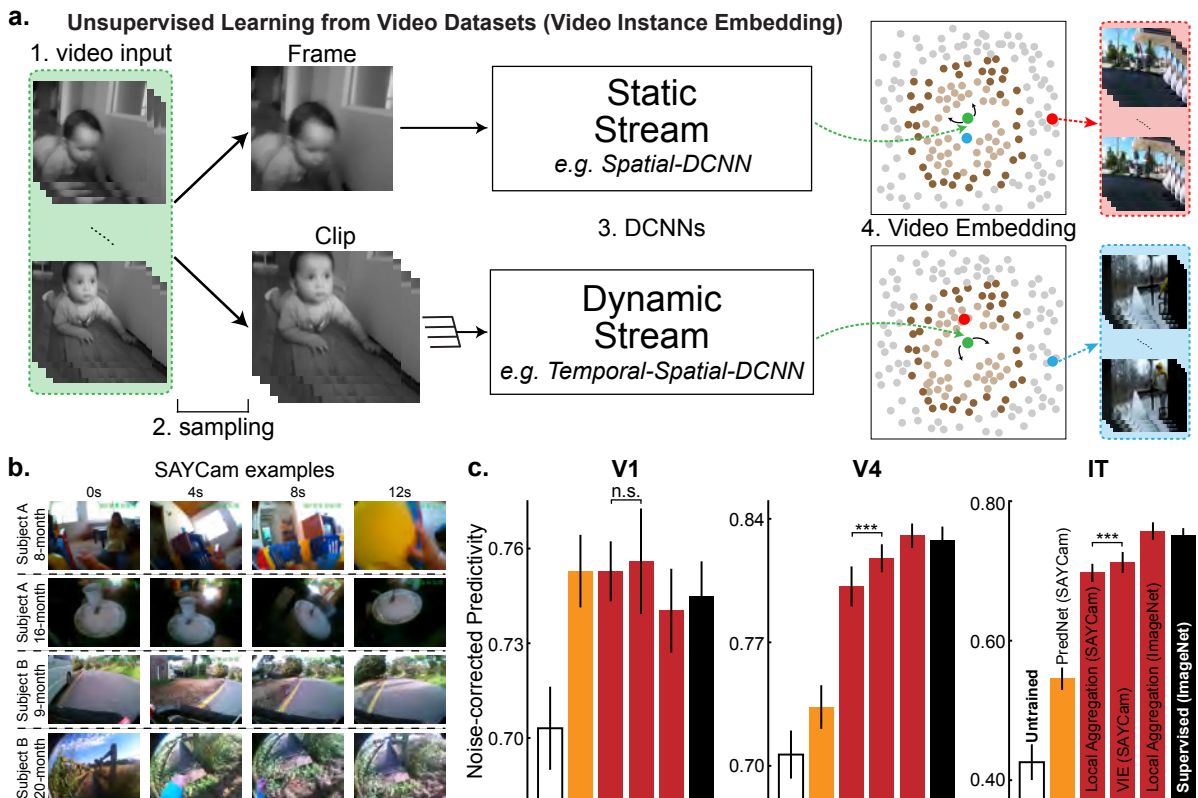 a.
Unsupervised Learning from Video Datasets (Video Instance Embedding)
1. video input
Frame
Static
Stream
e.g. Spatial-DCNN
Clip
3. DCNNs
4. Video Embedding
Dynamic
Stream
e.g. Temporal-Spatial-DCNN
2. sampling
b.
SAYCam examples
0s
4s
8s
12s
Subject A
8-month
Subject A
16-month
Subject B
9-month
Subject B
20-month
c.
Noise-corrected Predictivity
V1
n.s.
0.76
0.73
0.70
V4
***
0.84
0.77
0.70
IT
***
0.80
0.60
0.40
Untrained
PredNet (SAYCam)
Local Aggregation (SAYCam)
VIE (SAYCam)
Local Aggregation (ImageNet)
Supervised (ImageNet)